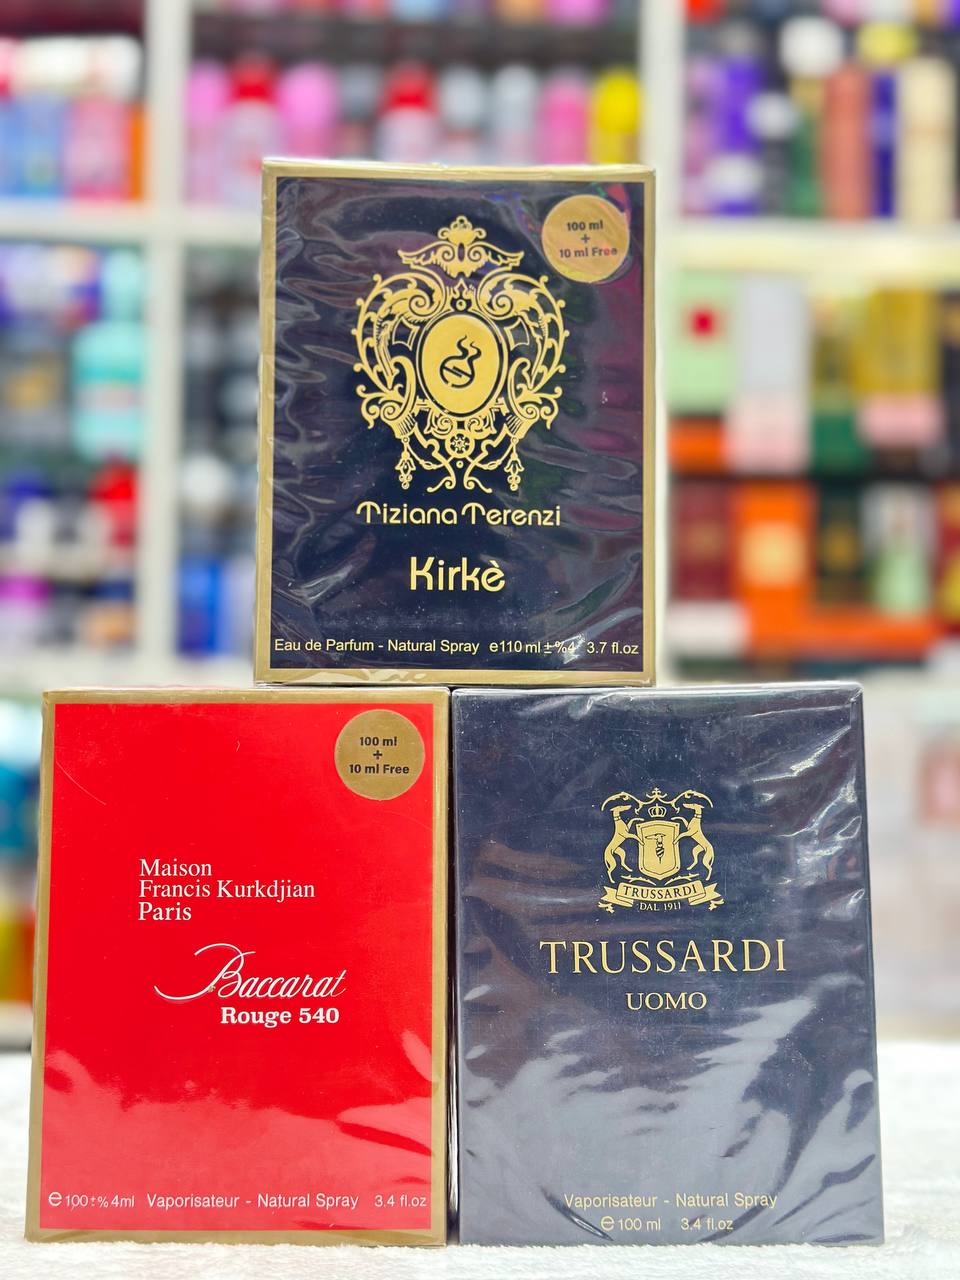 100 ml
+
10 ml Free
Tiziana Terenzi
Kirkè
Eau de Parfum - Natural Spray e110 ml ±%4 3.7 fl.oz
100 ml
+
10 ml Free
Maison
Francis Kurkdjian
Paris
Baccarat
Rouge 540
e100±%4ml Vaporisateur - Natural Spray 3.4 fl.oz
TRUSSARDI
DAL 1911
TRUSSARDI
UOMO
Vaporisateur - Natural Spray
e100 ml 3.4 fl.oz